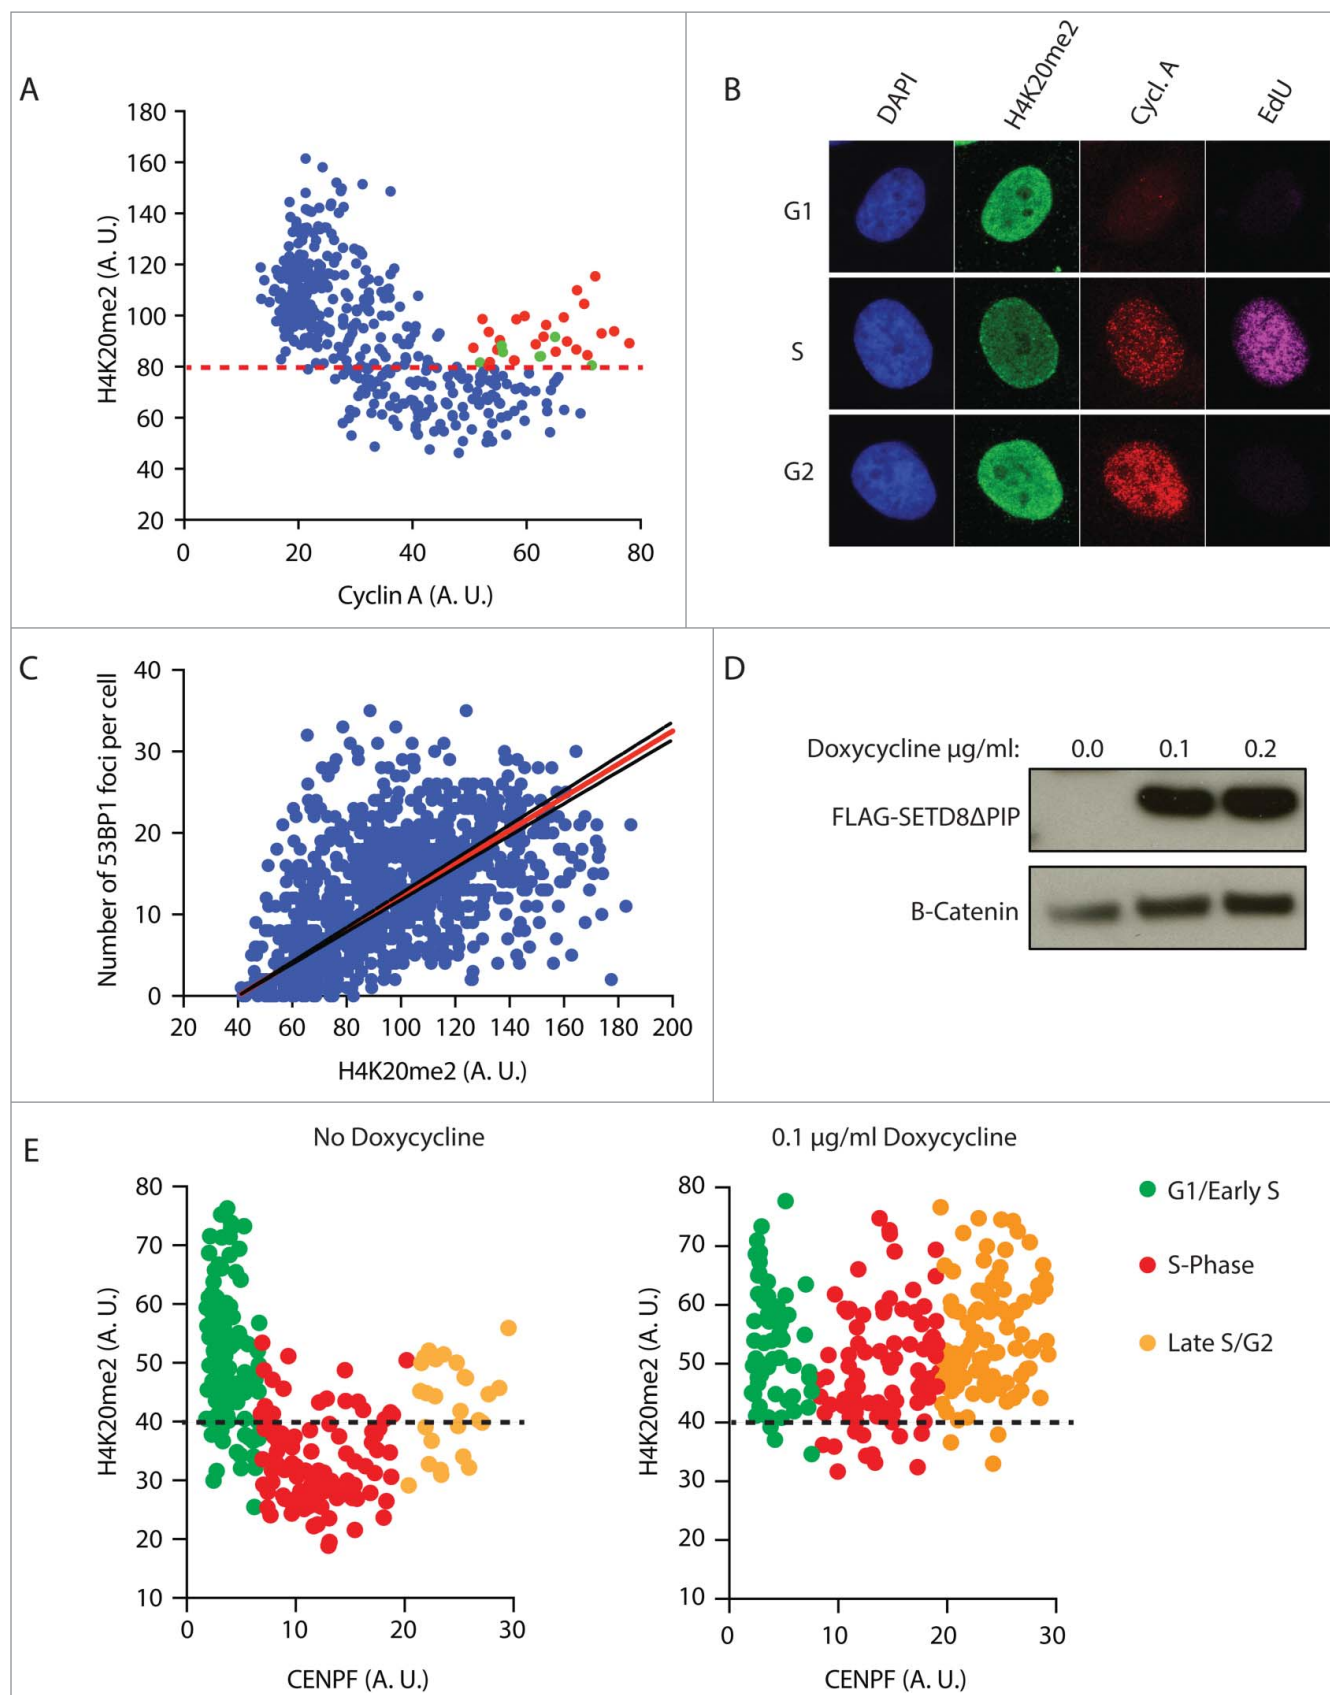 A
180
160
140
120
100
80
60
40
20
H4K20me2 (A. U.)
0 20 40 60 80
Cyclin A (A. U.)
B
DAPI H4K20me2 Cycl. A EdU
G1
S
G2
C
40
30
20
10
0
Number of 53BP1 foci per cell
20 40 60 80 100 120 140 160 180 200
H4K20me2 (A. U.)
D
Doxycycline µg/ml: 0.0 0.1 0.2
FLAG-SETD8ΔPIP
B-Catenin
E
No Doxycycline
80
70
60
50
40
30
20
10
H4K20me2 (A. U.)
0 10 20 30
CENPF (A. U.)
0.1 µg/ml Doxycycline
80
70
60
50
40
30
20
10
H4K20me2 (A. U.)
0 10 20 30
CENPF (A. U.)
G1/Early S
S-Phase
Late S/G2